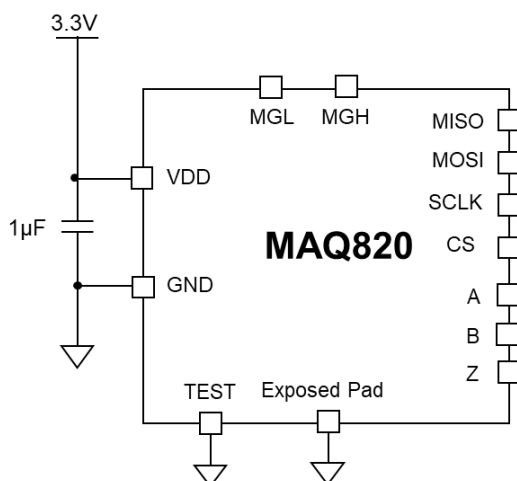 3.3V
MGL MGH
MISO
MOSI
VDD
SCLK
1µF
MAQ820
CS
GND
A
B
Z
TEST Exposed Pad